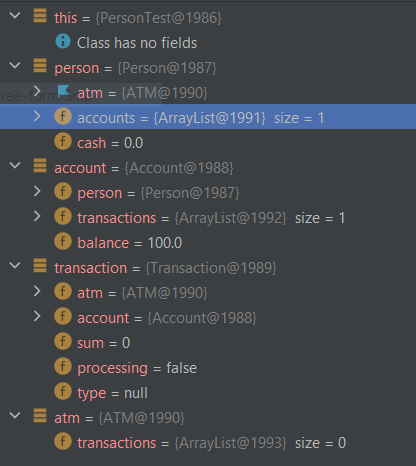 this = {PersonTest@1986}
Class has no fields
person = {Person@1987}
atm = {ATM@1990}
accounts = {ArrayList@1991} size = 1
cash = 0.0
account = {Account@1988}
person = {Person@1987}
transactions = {ArrayList@1992} size = 1
balance = 100.0
transaction = {Transaction@1989}
atm = {ATM@1990}
account = {Account@1988}
sum = 0
processing = false
type = null
atm = {ATM@1990}
transactions = {ArrayList@1993} size = 0